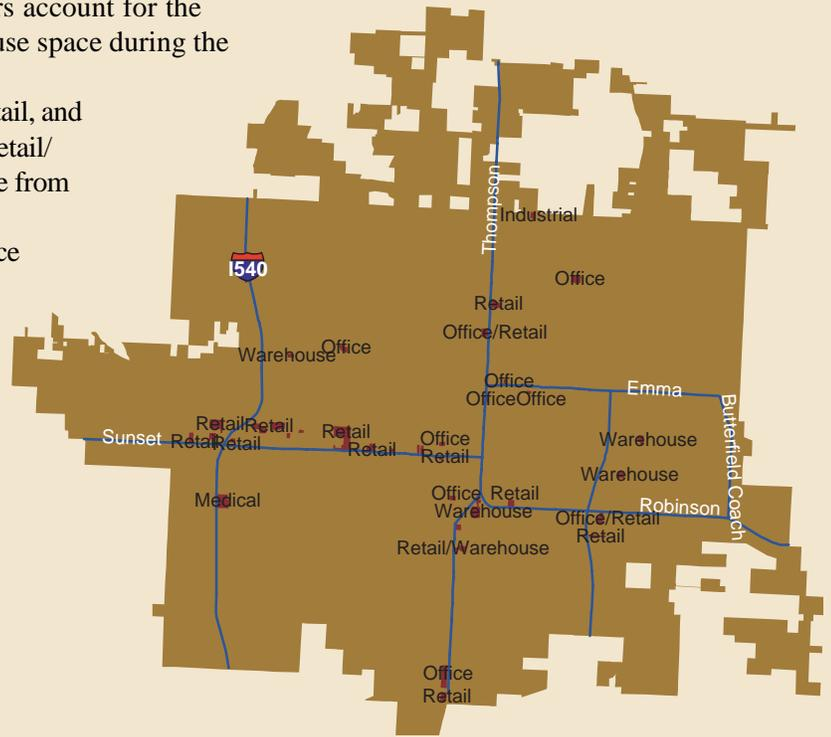 rs account for the
use space during the
tail, and
etail/
e from
ce
Thompson
Industrial
I540
Office
Retail
Office/Retail
Warehouse
Office
Office
Emma
OfficeOffice
Butterfield Coach
Retail
Retail
Retail
Office
Warehouse
Sunset
Retail
Retail
Retail
Retail
Warehouse
Office
Retail
Medical
Robinson
Warehouse
Office/Retail
Retail
Retail/Warehouse
Office
Retail